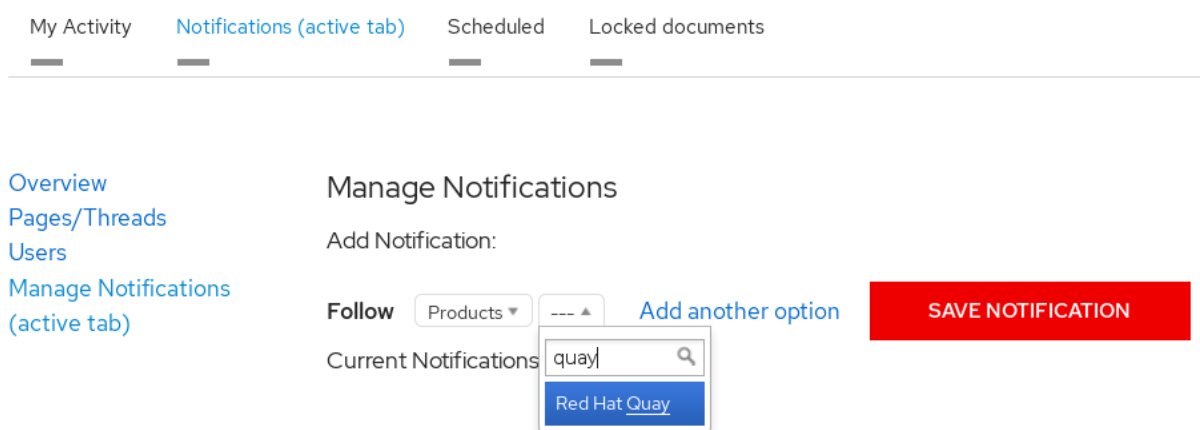 My Activity Notifications (active tab) Scheduled Locked documents
Overview
Pages/Threads
Users
Manage Notifications
(active tab)
Manage Notifications
Add Notification:
Follow Products --- Add another option SAVE NOTIFICATION
Current Notifications
quay
Red Hat Quay